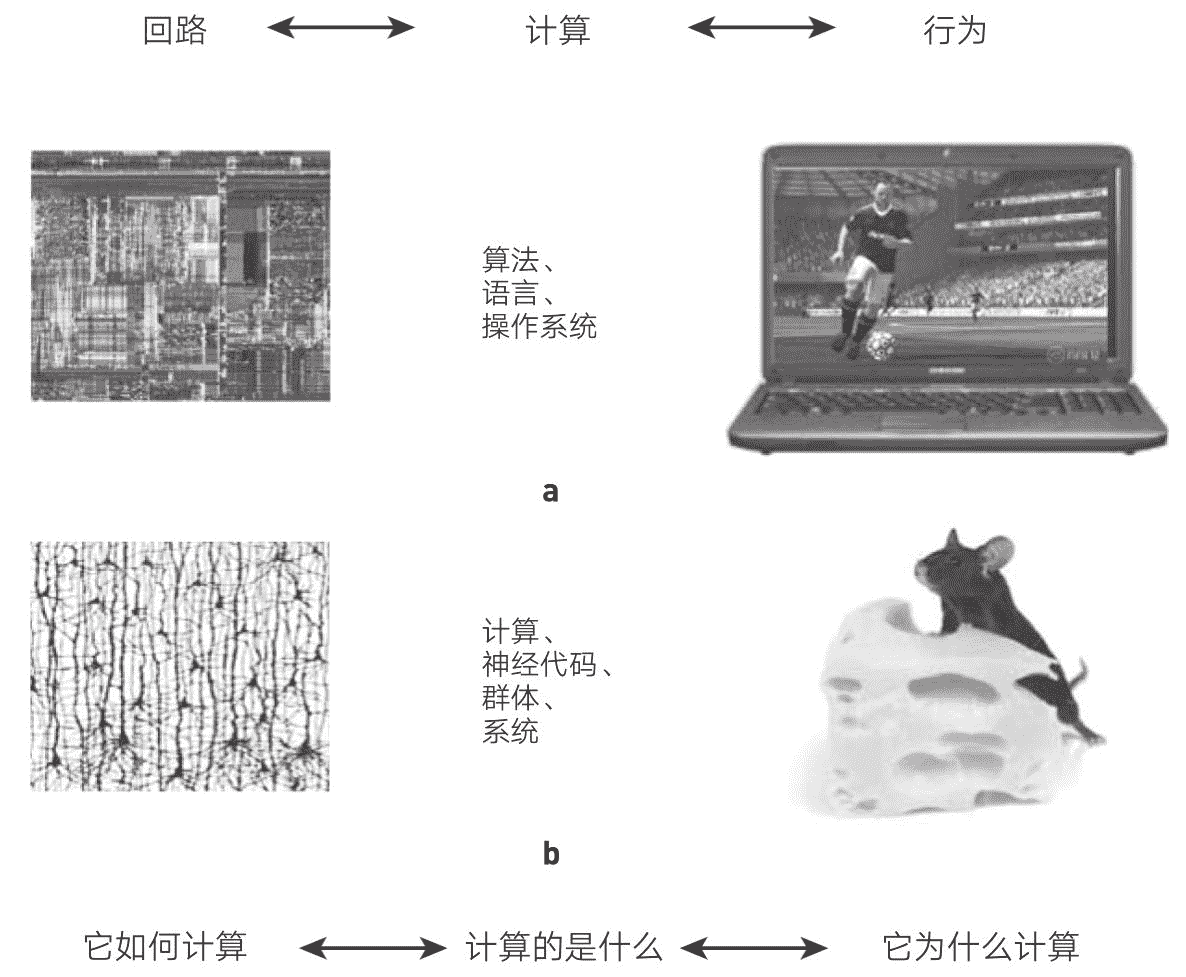 回路 计算 行为
算法、
语言、
操作系统
a
计算、
神经代码、
群体、
系统
b
它如何计算 计算的是什么 它为什么计算